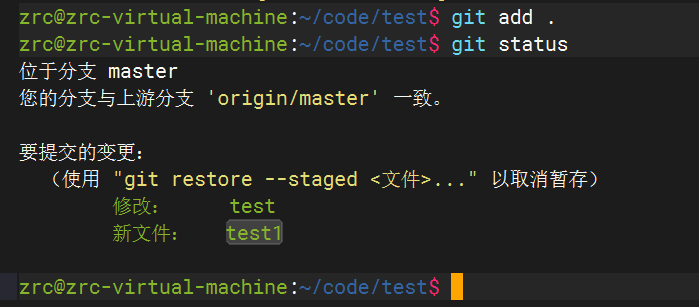 zrc@zrc-virtual-machine:~/code/test$ git add .
zrc@zrc-virtual-machine:~/code/test$ git status
位于分支 master
您的分支与上游分支 'origin/master' 一致。
要提交的变更：
（使用 "git restore --staged <文件>..." 以取消暂存）
修改： test
新文件： test1
zrc@zrc-virtual-machine:~/code/test$